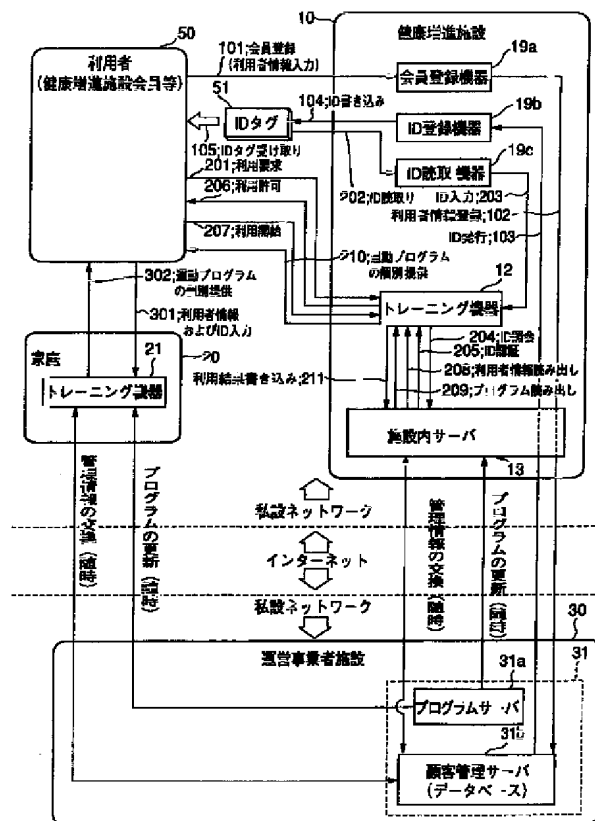 10
50
健康増進施設
利用者
(健康増進施設会員等)
101;会員登録
(利用者情報入力)
19a
会員登録機器
51
IDタグ
104;ID書き込み
19b
ID登録機器
105;IDタグ受け取り
19c
ID読取機器
201;利用要求
202;ID読取り
206;利用許可
ID入力;203
利用者情報登録;102
207;利用開始
ID発行;103
210;運動プログラム
の個別提供
12
トレーニング機器
302;運動プログラム
の個別提供
301;利用者情報
およびID入力
204;ID照会
205;ID認証
208;利用者情報読み出し
209;プログラム読み出し
利用結果書き込み;211
家庭
21
20
トレーニング機器
施設内サーバ
13
管理情報の交換(随時)
プログラムの更新(随時)
私設ネットワーク
インターネット
私設ネットワーク
管理情報の交換(随時)
プログラムの更新(随時)
30
運営事業者施設
31
31a
プログラムサーバ
31b
顧客管理サーバ
(データベース)